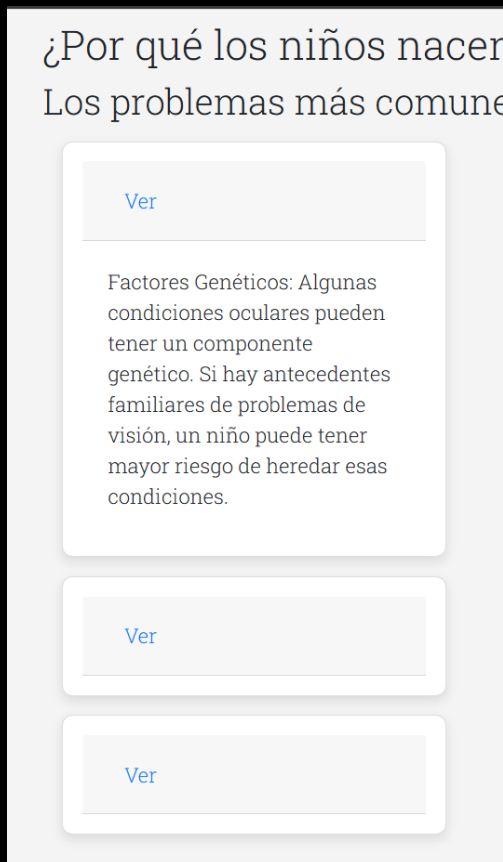 ¿Por qué los niños nacen
Los problemas más comune
Ver
Factores Genéticos: Algunas
condiciones oculares pueden
tener un componente
genético. Si hay antecedentes
familiares de problemas de
visión, un niño puede tener
mayor riesgo de heredar esas
condiciones.
Ver
Ver